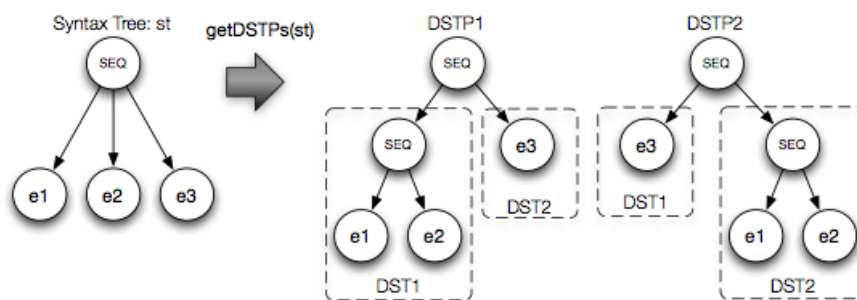 Syntax Tree: st
SEQ
e1 e2 e3
getDSTPs(st)
DSTP1
SEQ
SEQ
e3
e1 e2
DST2
DST1
DSTP2
SEQ
e3
SEQ
DST1
e1 e2
DST2